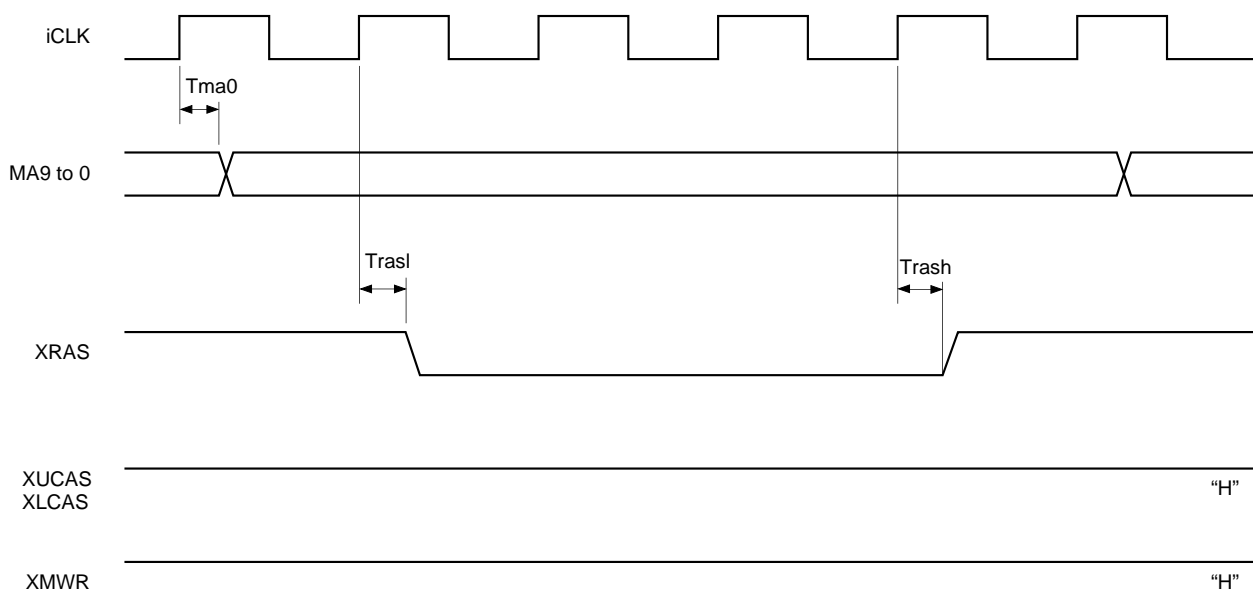 iCLK
Tma0
MA9 to 0
Trasl
Trash
XRAS
XUCAS
XLCAS
“H”
XMWR
“H”